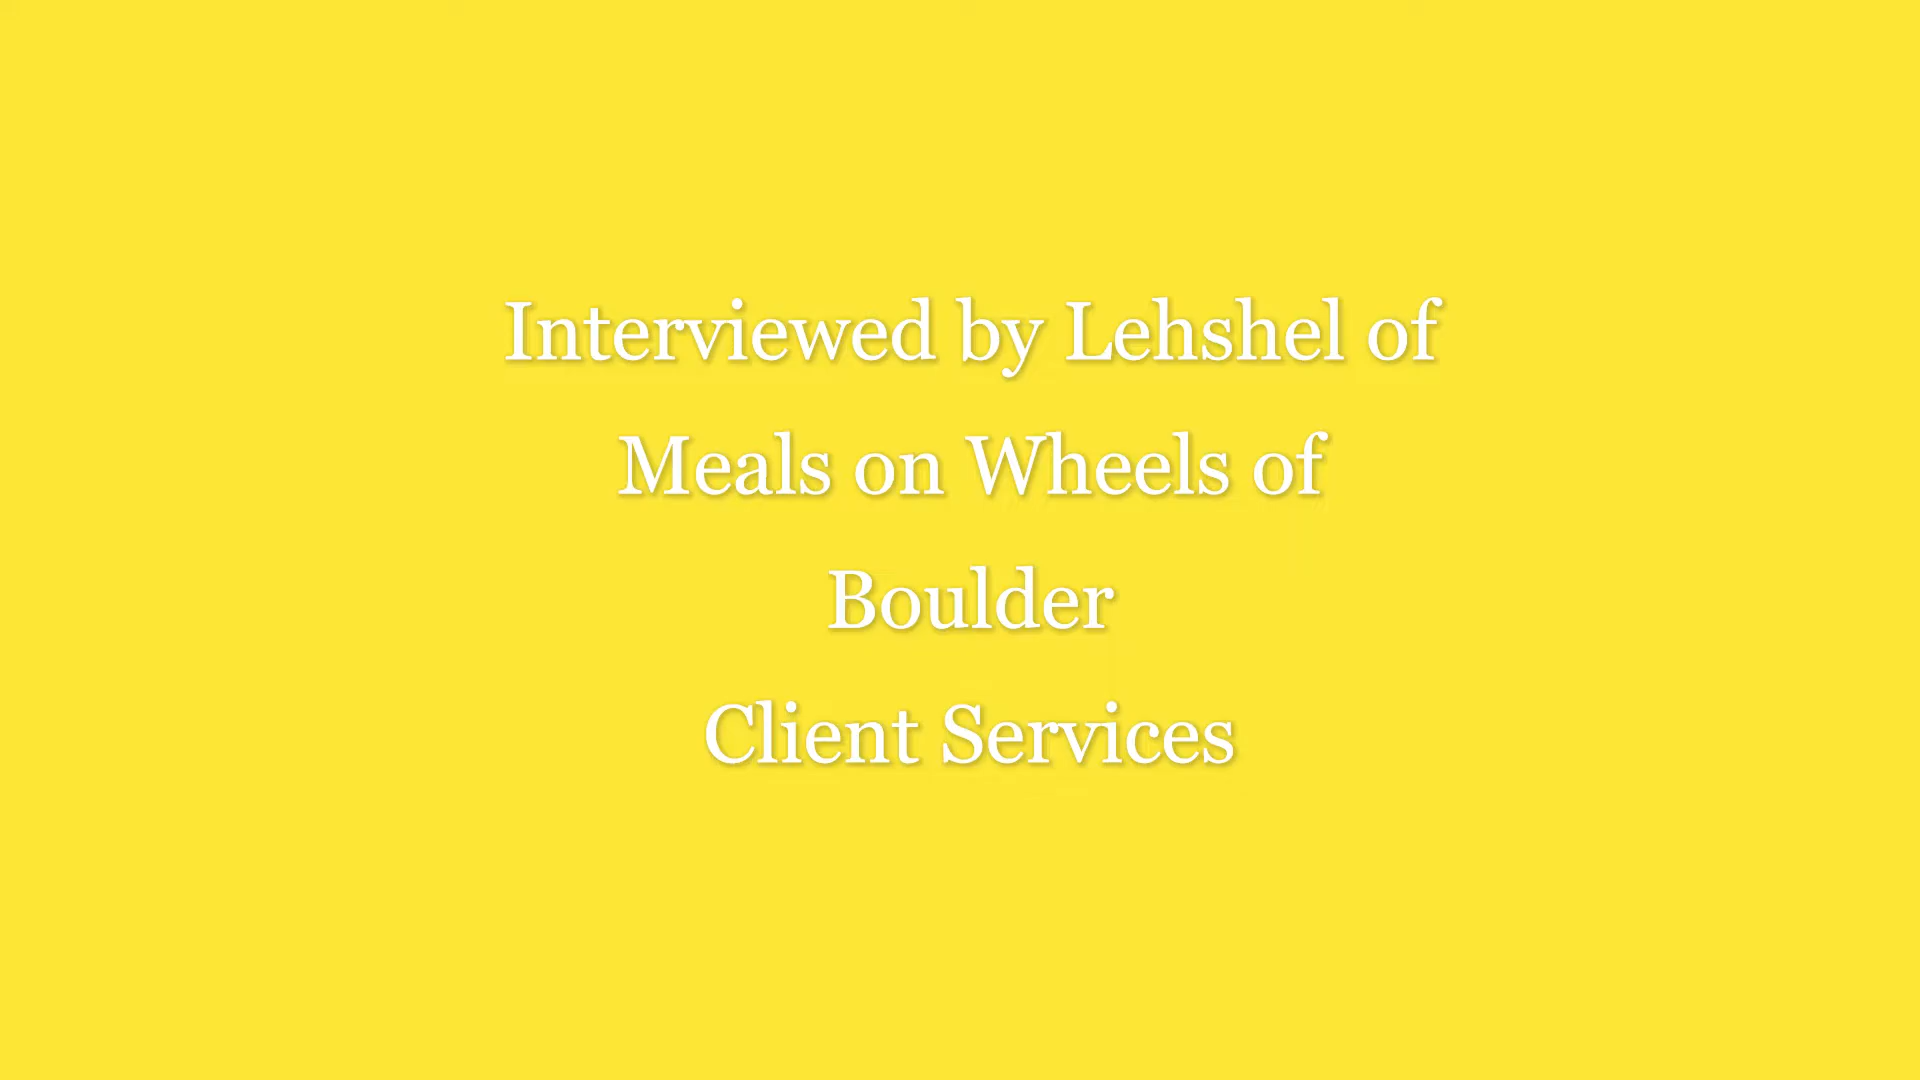 Interviewed by Lehshel of
Meals on Wheels of
Boulder
Client Services